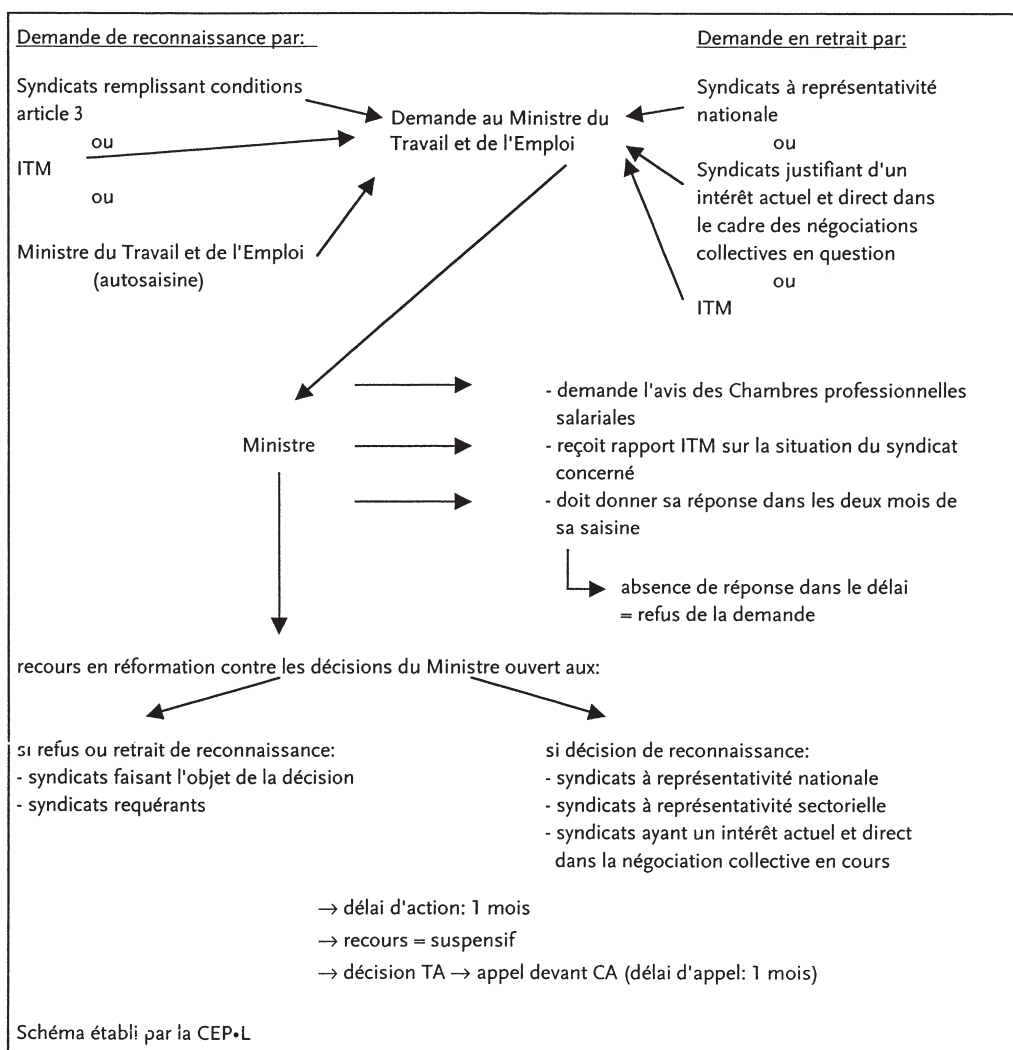 Demande de reconnaissance par:
Syndicats remplissant conditions
article 3
ou
ITM
ou
Ministre du Travail et de l'Emploi
(autosaisine)
Demande au Ministre du
Travail et de l'Emploi
Demande en retrait par:
Syndicats à représentativité
nationale
ou
Syndicats justifiant d'un
intérêt actuel et direct dans
le cadre des négociations
collectives en question
ou
ITM
Ministre
- demande l'avis des Chambres professionnelles
salariales
- reçoit rapport ITM sur la situation du syndicat
concerné
- doit donner sa réponse dans les deux mois de
sa saisine
absence de réponse dans le délai
= refus de la demande
recours en réformation contre les décisions du Ministre ouvert aux:
si refus ou retrait de reconnaissance:
- syndicats faisant l'objet de la décision
- syndicats requérants
si décision de reconnaissance:
- syndicats à représentativité nationale
- syndicats à représentativité sectorielle
- syndicats ayant un intérêt actuel et direct
dans la négociation collective en cours
→ délai d'action: 1 mois
→ recours = suspensif
→ décision TA → appel devant CA (délai d'appel: 1 mois)
Schéma établi par la CEP•L